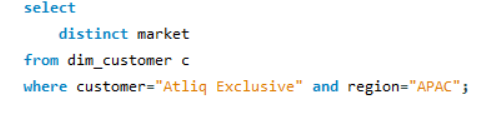 select
distinct market
from dim_customer c
where customer="Atliq Exclusive" and region="APAC";